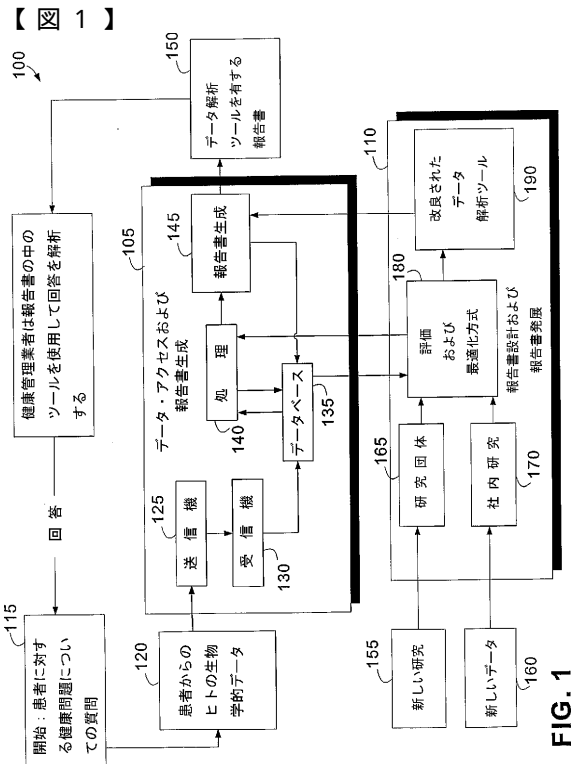 【図1】
100
115
開始：患者に対す
る健康問題につい
ての質問
回答
健康管理業者は報告書の中の
ツールを使用して回答を解析
する
150
データ解析
ツールを有する
報告書
120
患者からの
ヒトの生物
学的データ
105
データ・アクセスおよび
報告書生成
125
送信機
130
受信機
140
処理
135
データベース
145
報告書生成
155
新しい研究
160
新しいデータ
110
165
研究団体
170
社内研究
180
評価
および
最適化方式
190
改良された
データ
解析ツール
報告書設計および
報告書発展
FIG. 1